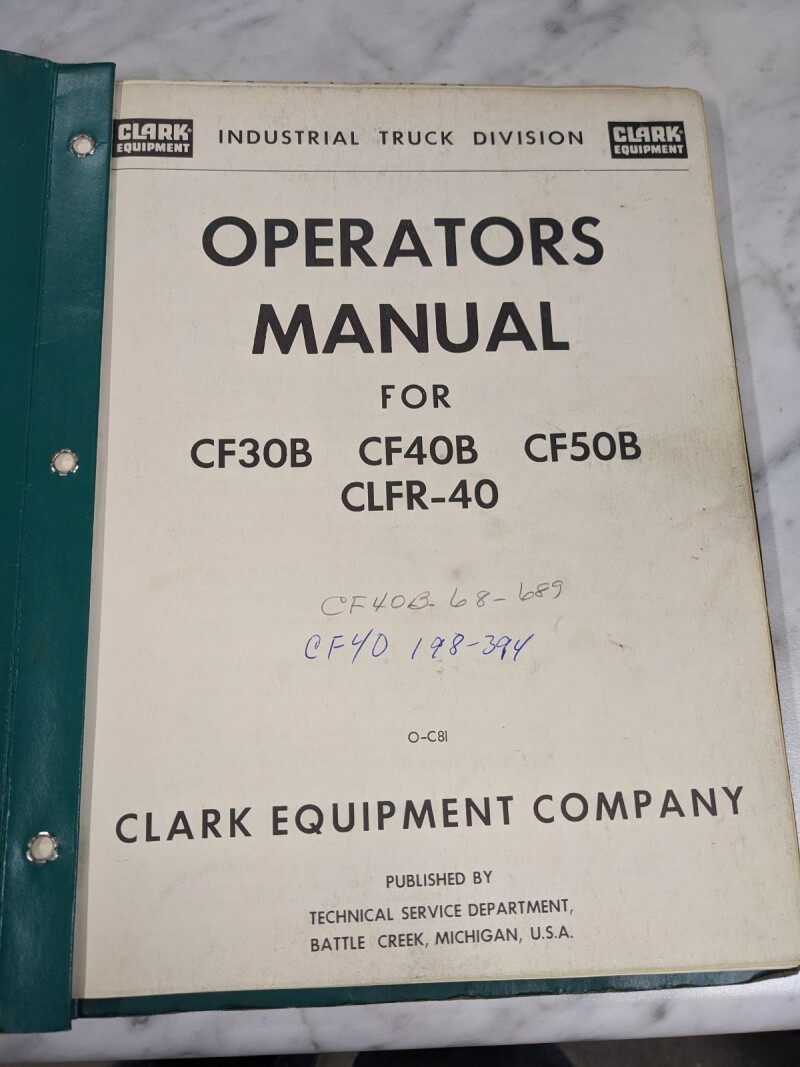 CLARK EQUIPMENT INDUSTRIAL TRUCK DIVISION CLARK EQUIPMENT
OPERATORS
MANUAL
FOR
CF30B CF40B CF50B
CLFR-40
CF40B-68-689
CF40 198-394
O-C81
CLARK EQUIPMENT COMPANY
PUBLISHED BY
TECHNICAL SERVICE DEPARTMENT,
BATTLE CREEK, MICHIGAN, U.S.A.